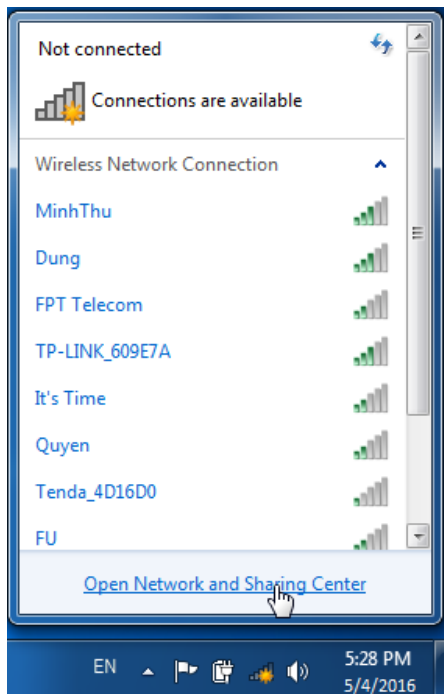 Not connected
Connections are available
Wireless Network Connection
MinhThu
Dung
FPT Telecom
TP-LINK_609E7A
It's Time
Quyen
Tenda_4D16D0
FU
Open Network and Sharing Center
EN
5:28 PM
5/4/2016